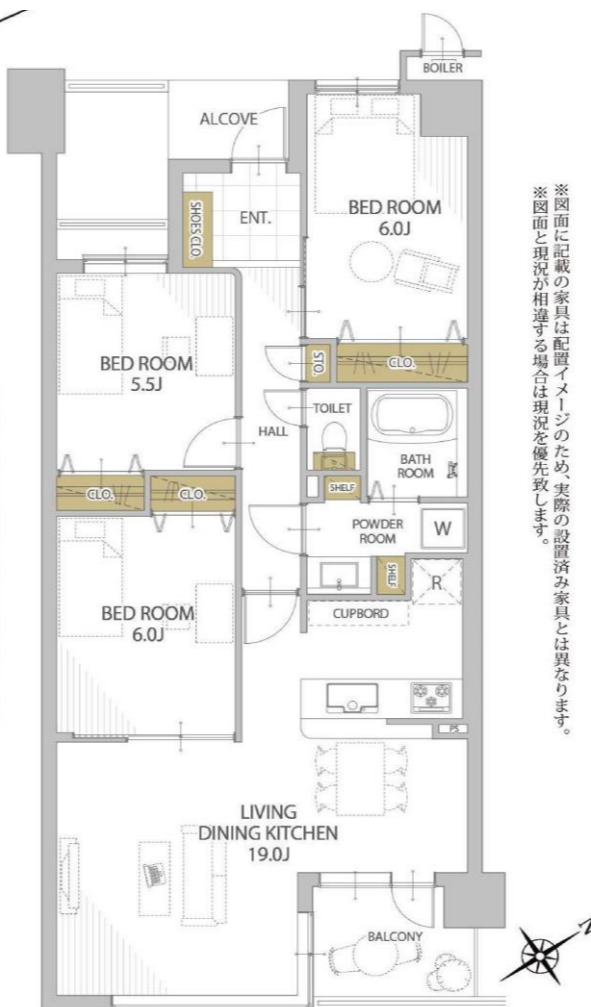 BOILER
ALCOVE
ENT.
SHOES CLO.
BED ROOM
6.0J
BED ROOM
5.5J
STO.
CLO.
TOILET
HALL
BATH
ROOM
CLO.
CLO.
SHELF
POWDER
ROOM
W
SHELF
R
BED ROOM
6.0J
CUPBORD
PS
LIVING
DINING KITCHEN
19.0J
BALCONY
N
※図面に記載の家具は配置イメージのため、実際の設置済み家具とは異なります。
※図面と現況が相違する場合は現況を優先致します。